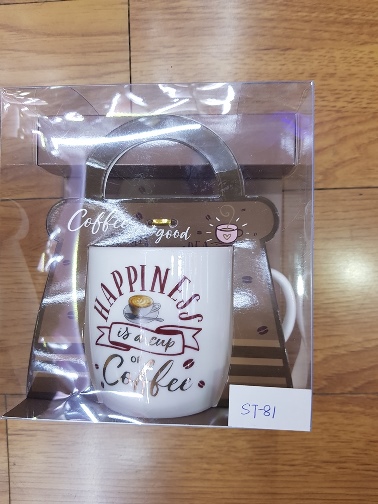 Coffee
good
HAPPINESS
is a cup
OF
Coffee
ST-81